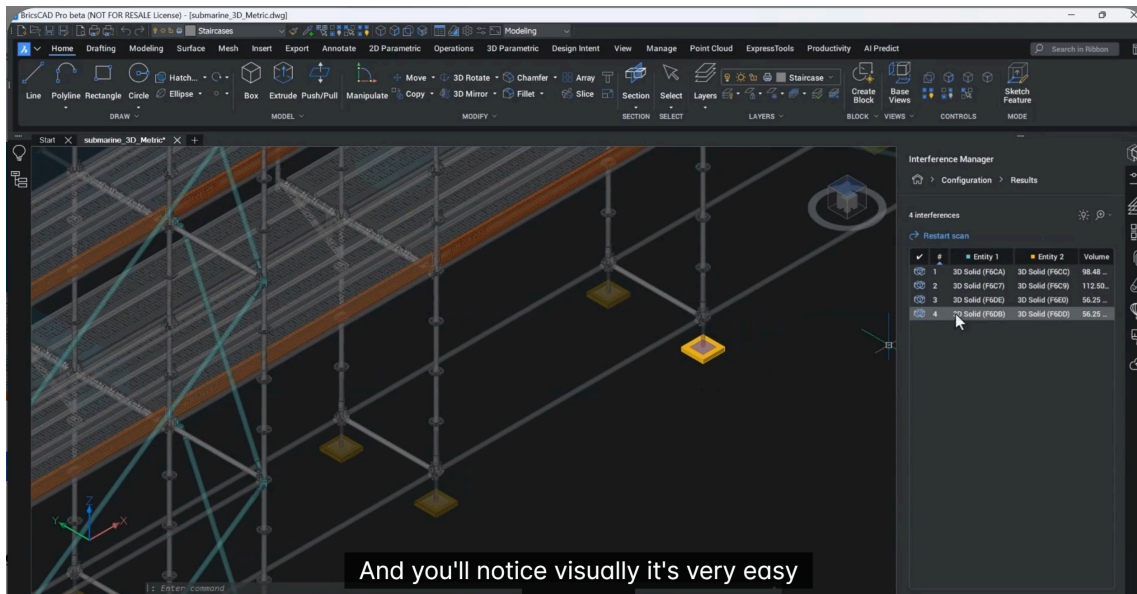 BricsCAD Pro beta (NOT FOR RESALE License) - [submarine_3D_Metric.dwg]
Staircases
Modeling
Home Drafting Modeling Surface Mesh Insert Export Annotate 2D Parametric Operations 3D Parametric Design Intent View Manage Point Cloud ExpressTools Productivity AI Predict
Search in Ribbon
Hatch...
Move 3D Rotate Chamfer Array
Staircase
Line Polyline Rectangle Circle Ellipse Box Extrude Push/Pull Manipulate Copy 3D Mirror Fillet Slice Section Select Layers Create Block Base Views Sketch Feature
DRAW MODEL MODIFY SECTION SELECT LAYERS BLOCK VIEWS CONTROLS MODE
Start submarine_3D_Metric*
Interference Manager
Configuration > Results
4 interferences
Restart scan
# Entity 1 Entity 2 Volume
1 3D Solid (F6CA) 3D Solid (F6CC) 98.48 ...
2 3D Solid (F6C7) 3D Solid (F6C9) 112.50...
3 3D Solid (F6DE) 3D Solid (F6E0) 56.25 ...
4 3D Solid (F6DB) 3D Solid (F6DD) 56.25 ...
Z
Y X
And you'll notice visually it's very easy
: Enter command